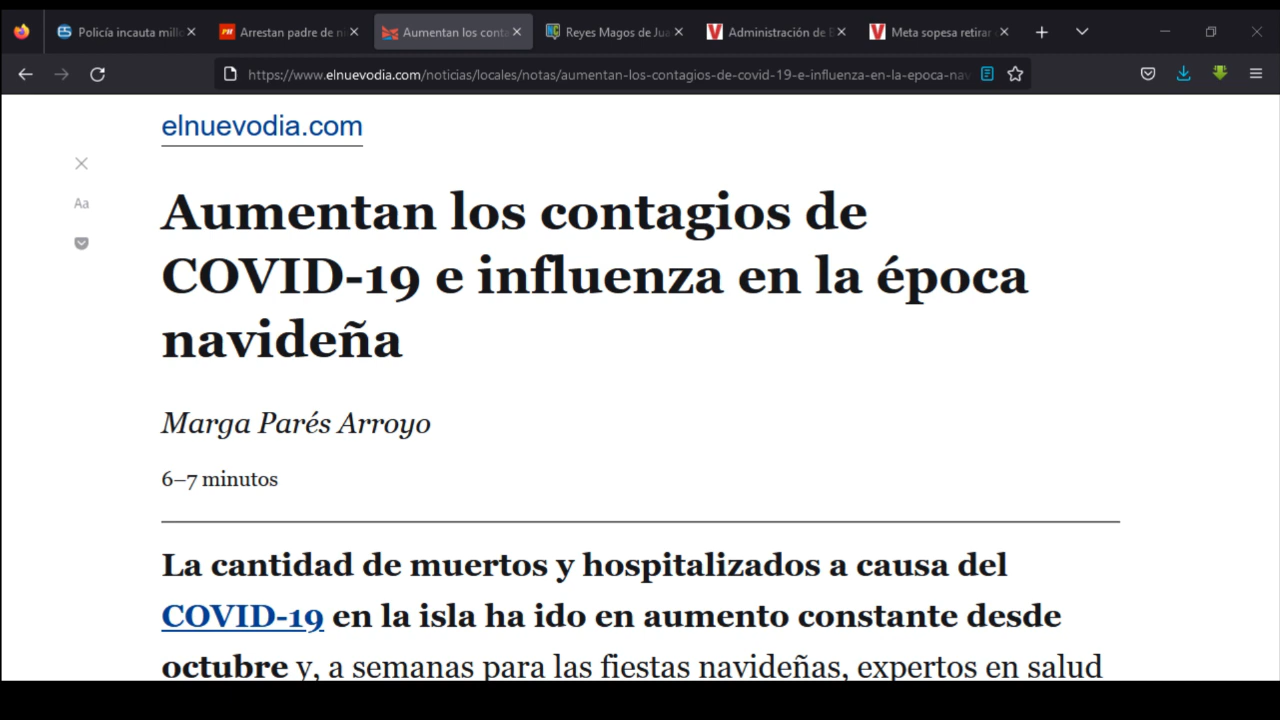 Policía incauta mill
Arrestan padre de n
Aumentan los conta
Reyes Magos de Jua
Administración de
Meta sopesa retirar
https://www.elnuevodia.com/noticias/locales/notas/aumentan-los-contagios-de-covid-19-e-influenza-en-la-epoca-nav
elnuevodia.com
Aa
Aumentan los contagios de
COVID-19 e influenza en la época
navideña
Marga Parés Arroyo
6–7 minutos
La cantidad de muertos y hospitalizados a causa del
COVID-19 en la isla ha ido en aumento constante desde
octubre y, a semanas para las fiestas navideñas, expertos en salud